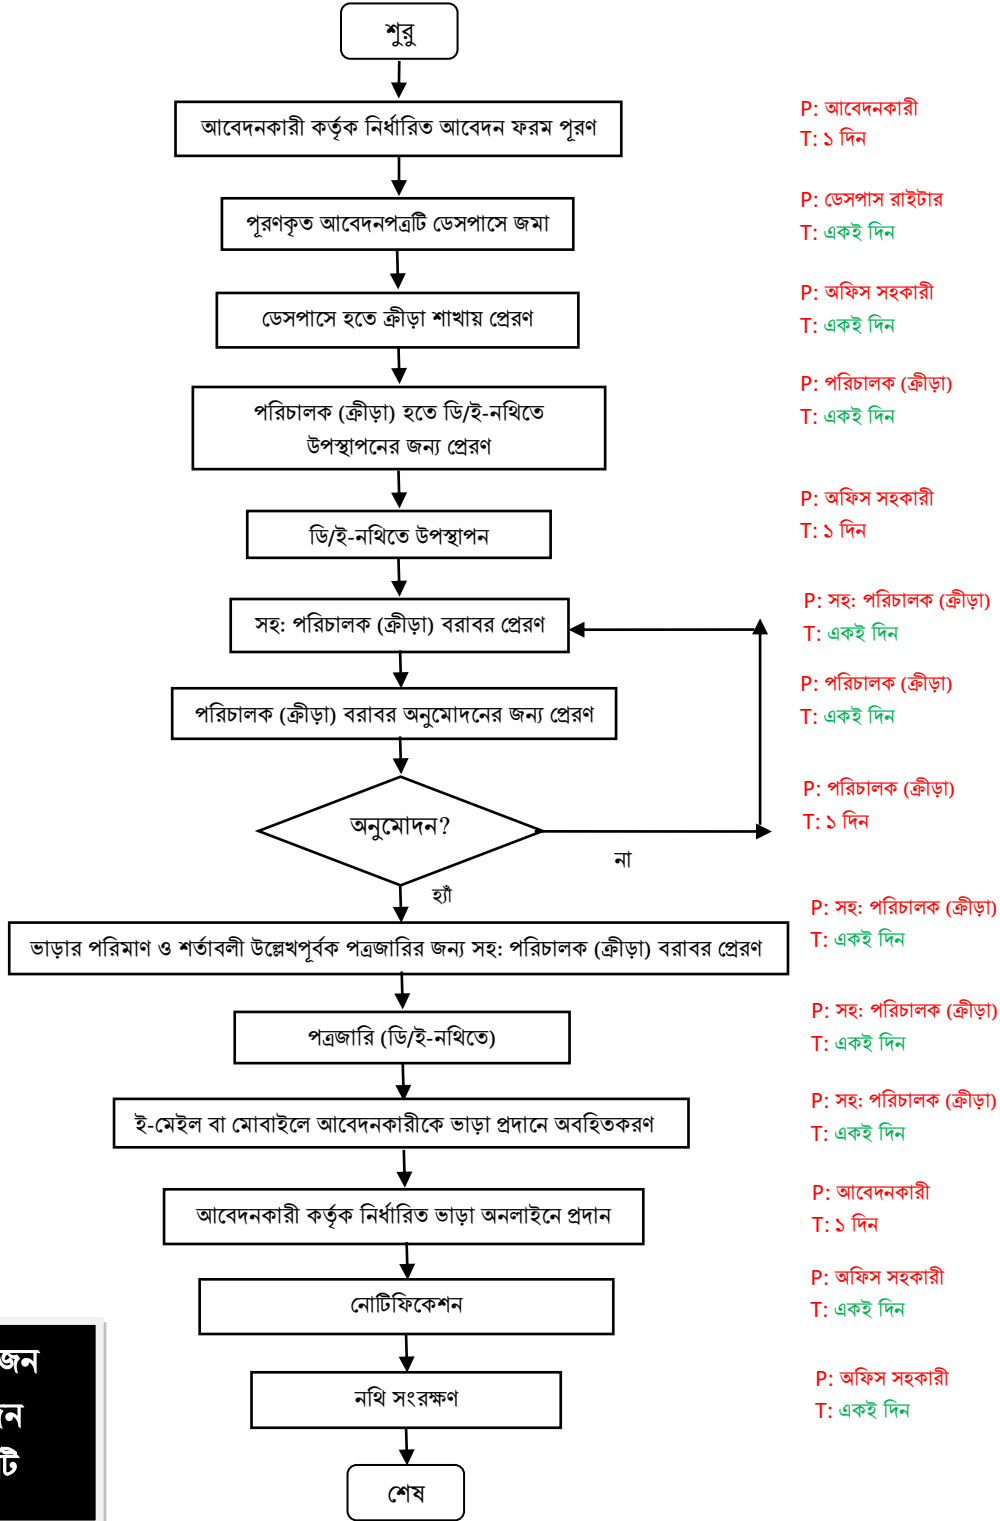 শুরু
আবেদনকারী কর্তৃক নির্ধারিত আবেদন ফরম পূরণ
P: আবেদনকারী
T: ১ দিন
পূরণকৃত আবেদনপত্রটি ডেসপাসে জমা
P: ডেসপাস রাইটার
T: একই দিন
ডেসপাসে হতে ক্রীড়া শাখায় প্রেরণ
P: অফিস সহকারী
T: একই দিন
পরিচালক (ক্রীড়া) হতে ডি/ই-নথিতে
উপস্থাপনের জন্য প্রেরণ
P: পরিচালক (ক্রীড়া)
T: একই দিন
ডি/ই-নথিতে উপস্থাপন
P: অফিস সহকারী
T: ১ দিন
সহ: পরিচালক (ক্রীড়া) বরাবর প্রেরণ
P: সহ: পরিচালক (ক্রীড়া)
T: একই দিন
পরিচালক (ক্রীড়া) বরাবর অনুমোদনের জন্য প্রেরণ
P: পরিচালক (ক্রীড়া)
T: একই দিন
অনুমোদন?
P: পরিচালক (ক্রীড়া)
T: ১ দিন
না
হ্যাঁ
ভাড়ার পরিমাণ ও শর্তাবলী উল্লেখপূর্বক পত্রজারির জন্য সহ: পরিচালক (ক্রীড়া) বরাবর প্রেরণ
P: সহ: পরিচালক (ক্রীড়া)
T: একই দিন
পত্রজারি (ডি/ই-নথিতে)
P: সহ: পরিচালক (ক্রীড়া)
T: একই দিন
ই-মেইল বা মোবাইলে আবেদনকারীকে ভাড়া প্রদানে অবহিতকরণ
P: সহ: পরিচালক (ক্রীড়া)
T: একই দিন
আবেদনকারী কর্তৃক নির্ধারিত ভাড়া অনলাইনে প্রদান
P: আবেদনকারী
T: ১ দিন
নোটিফিকেশন
P: অফিস সহকারী
T: একই দিন
নথি সংরক্ষণ
P: অফিস সহকারী
T: একই দিন
শেষ